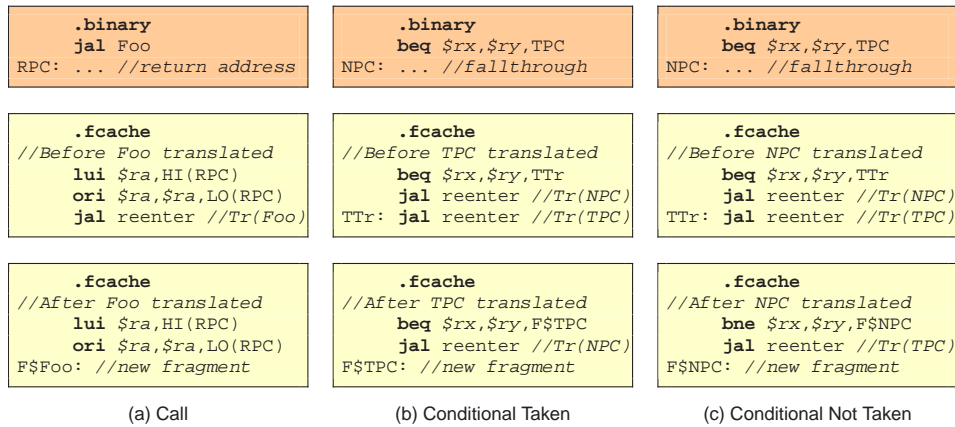 .binary
jal Foo
RPC: ... //return address
.fcache
//Before Foo translated
lui $ra,HI(RPC)
ori $ra,$ra,LO(RPC)
jal reenter //Tr(Foo)
.fcache
//After Foo translated
lui $ra,HI(RPC)
ori $ra,$ra,LO(RPC)
F$Foo: //new fragment
(a) Call
.binary
beq $rx,$ry,TPC
NPC: ... //fallthrough
.fcache
//Before TPC translated
beq $rx,$ry,TTr
jal reenter //Tr(NPC)
TTr: jal reenter //Tr(TPC)
.fcache
//After TPC translated
beq $rx,$ry,F$TPC
jal reenter //Tr(NPC)
F$TPC: //new fragment
(b) Conditional Taken
.binary
beq $rx,$ry,TPC
NPC: ... //fallthrough
.fcache
//Before NPC translated
beq $rx,$ry,TTr
jal reenter //Tr(NPC)
TTr: jal reenter //Tr(TPC)
.fcache
//After NPC translated
bne $rx,$ry,F$NPC
jal reenter //Tr(TPC)
F$NPC: //new fragment
(c) Conditional Not Taken